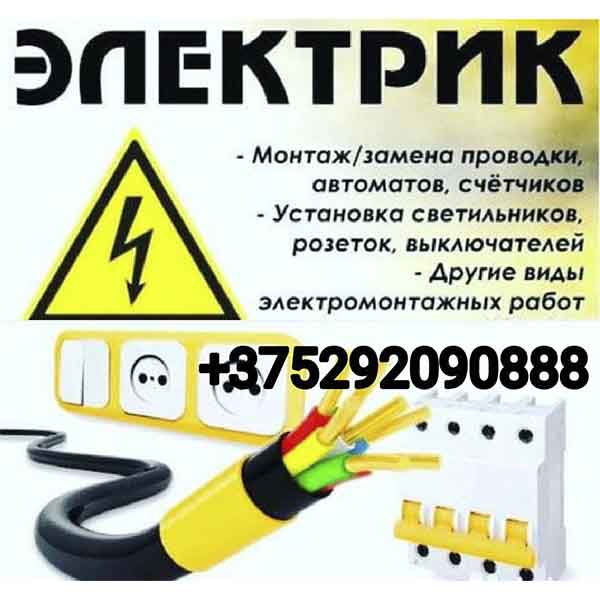 ЭЛЕКТРИК
- Монтаж/замена проводки,
автоматов, счётчиков
- Установка светильников,
розеток, выключателей
- Другие виды
электромонтажных работ
+375292090888